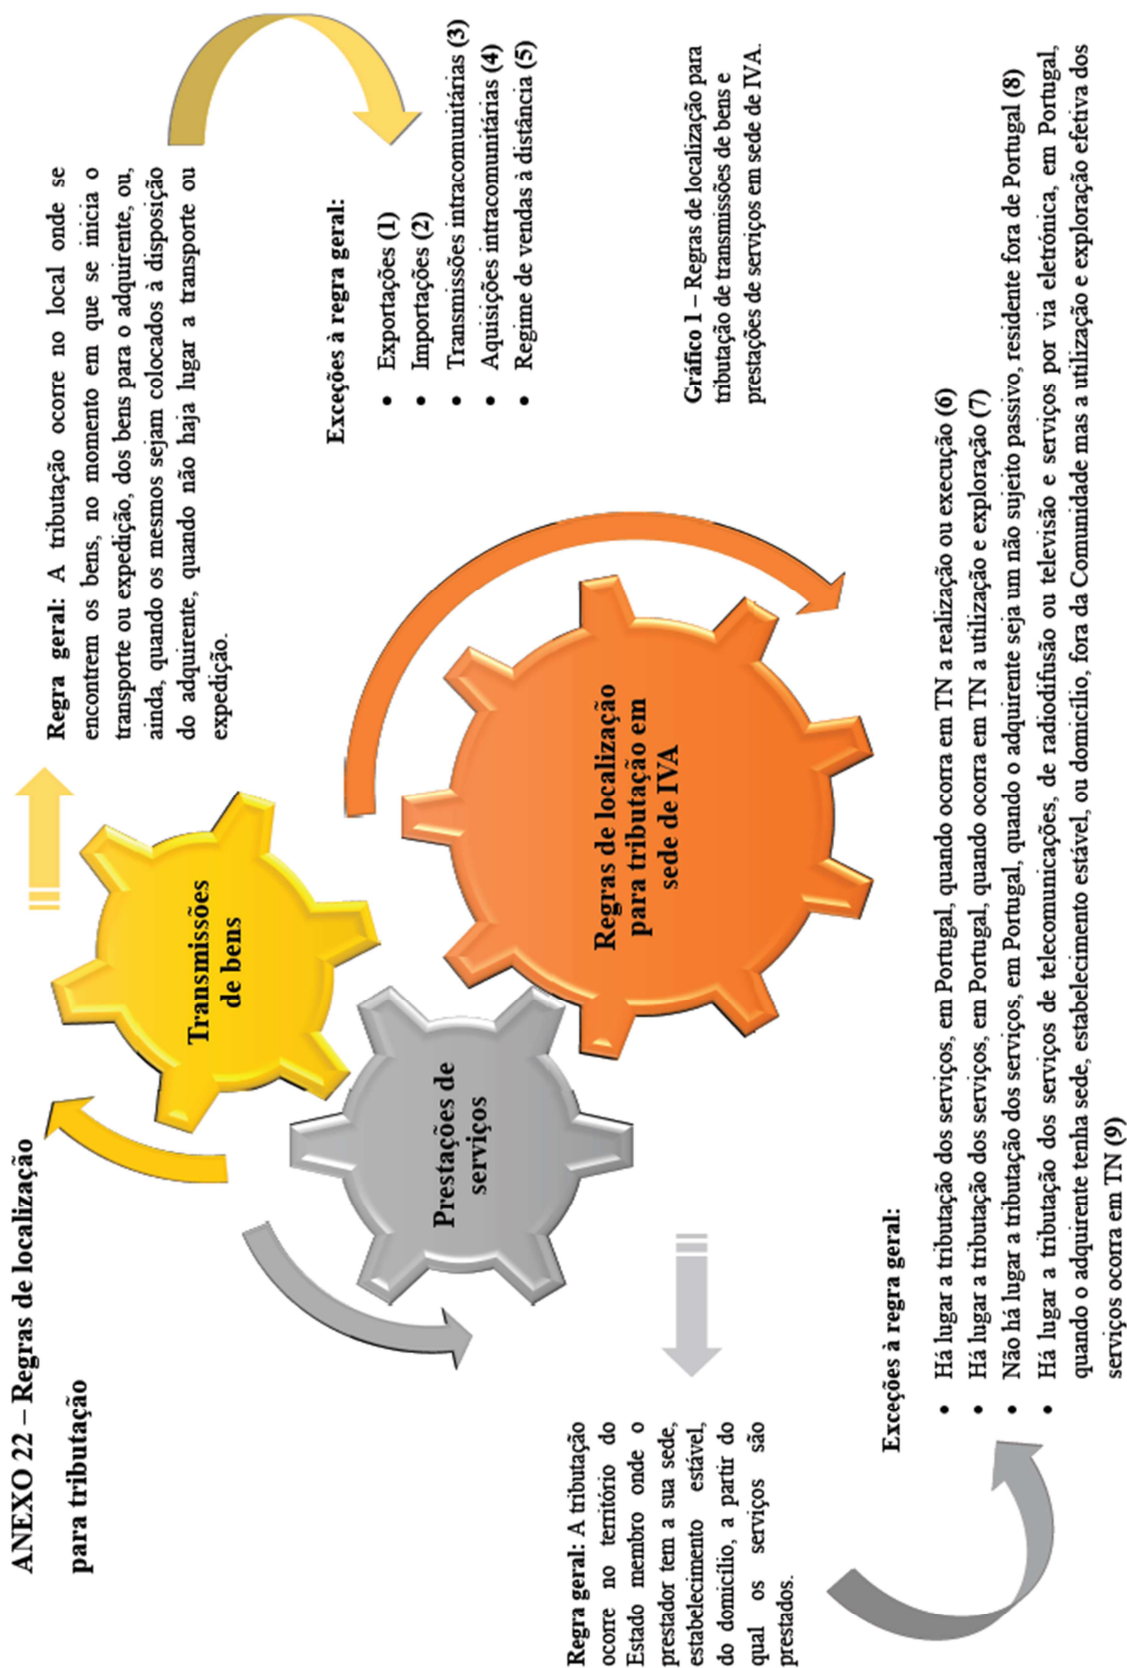 ANEXO 22 – Regras de localização
para tributação
Regra geral: A tributação ocorre no local onde se
encontrem os bens, no momento em que se inicia o
transporte ou expedição, dos bens para o adquirente, ou,
ainda, quando os mesmos sejam colocados à disposição
do adquirente, quando não haja lugar a transporte ou
expedição.
Transmissões
de bens
Exceções à regra geral:
• Exportações (1)
• Importações (2)
• Transmissões intracomunitárias (3)
• Aquisições intracomunitárias (4)
• Regime de vendas à distância (5)
Prestações de
serviços
Regras de localização
para tributação em
sede de IVA
Gráfico 1 – Regras de localização para
tributação de transmissões de bens e
prestações de serviços em sede de IVA.
Regra geral: A tributação
ocorre no território do
Estado membro onde o
prestador tem a sua sede,
estabelecimento estável,
do domicílio, a partir do
qual os serviços são
prestados.
Exceções à regra geral:
• Há lugar a tributação dos serviços, em Portugal, quando ocorra em TN a realização ou execução (6)
• Há lugar a tributação dos serviços, em Portugal, quando ocorra em TN a utilização e exploração (7)
• Não há lugar a tributação dos serviços, em Portugal, quando o adquirente seja um não sujeito passivo, residente fora de Portugal (8)
• Há lugar a tributação dos serviços de telecomunicações, de radiodifusão ou televisão e serviços por via eletrónica, em Portugal,
quando o adquirente tenha sede, estabelecimento estável, ou domicílio, fora da Comunidade mas a utilização e exploração efetiva dos
serviços ocorra em TN (9)